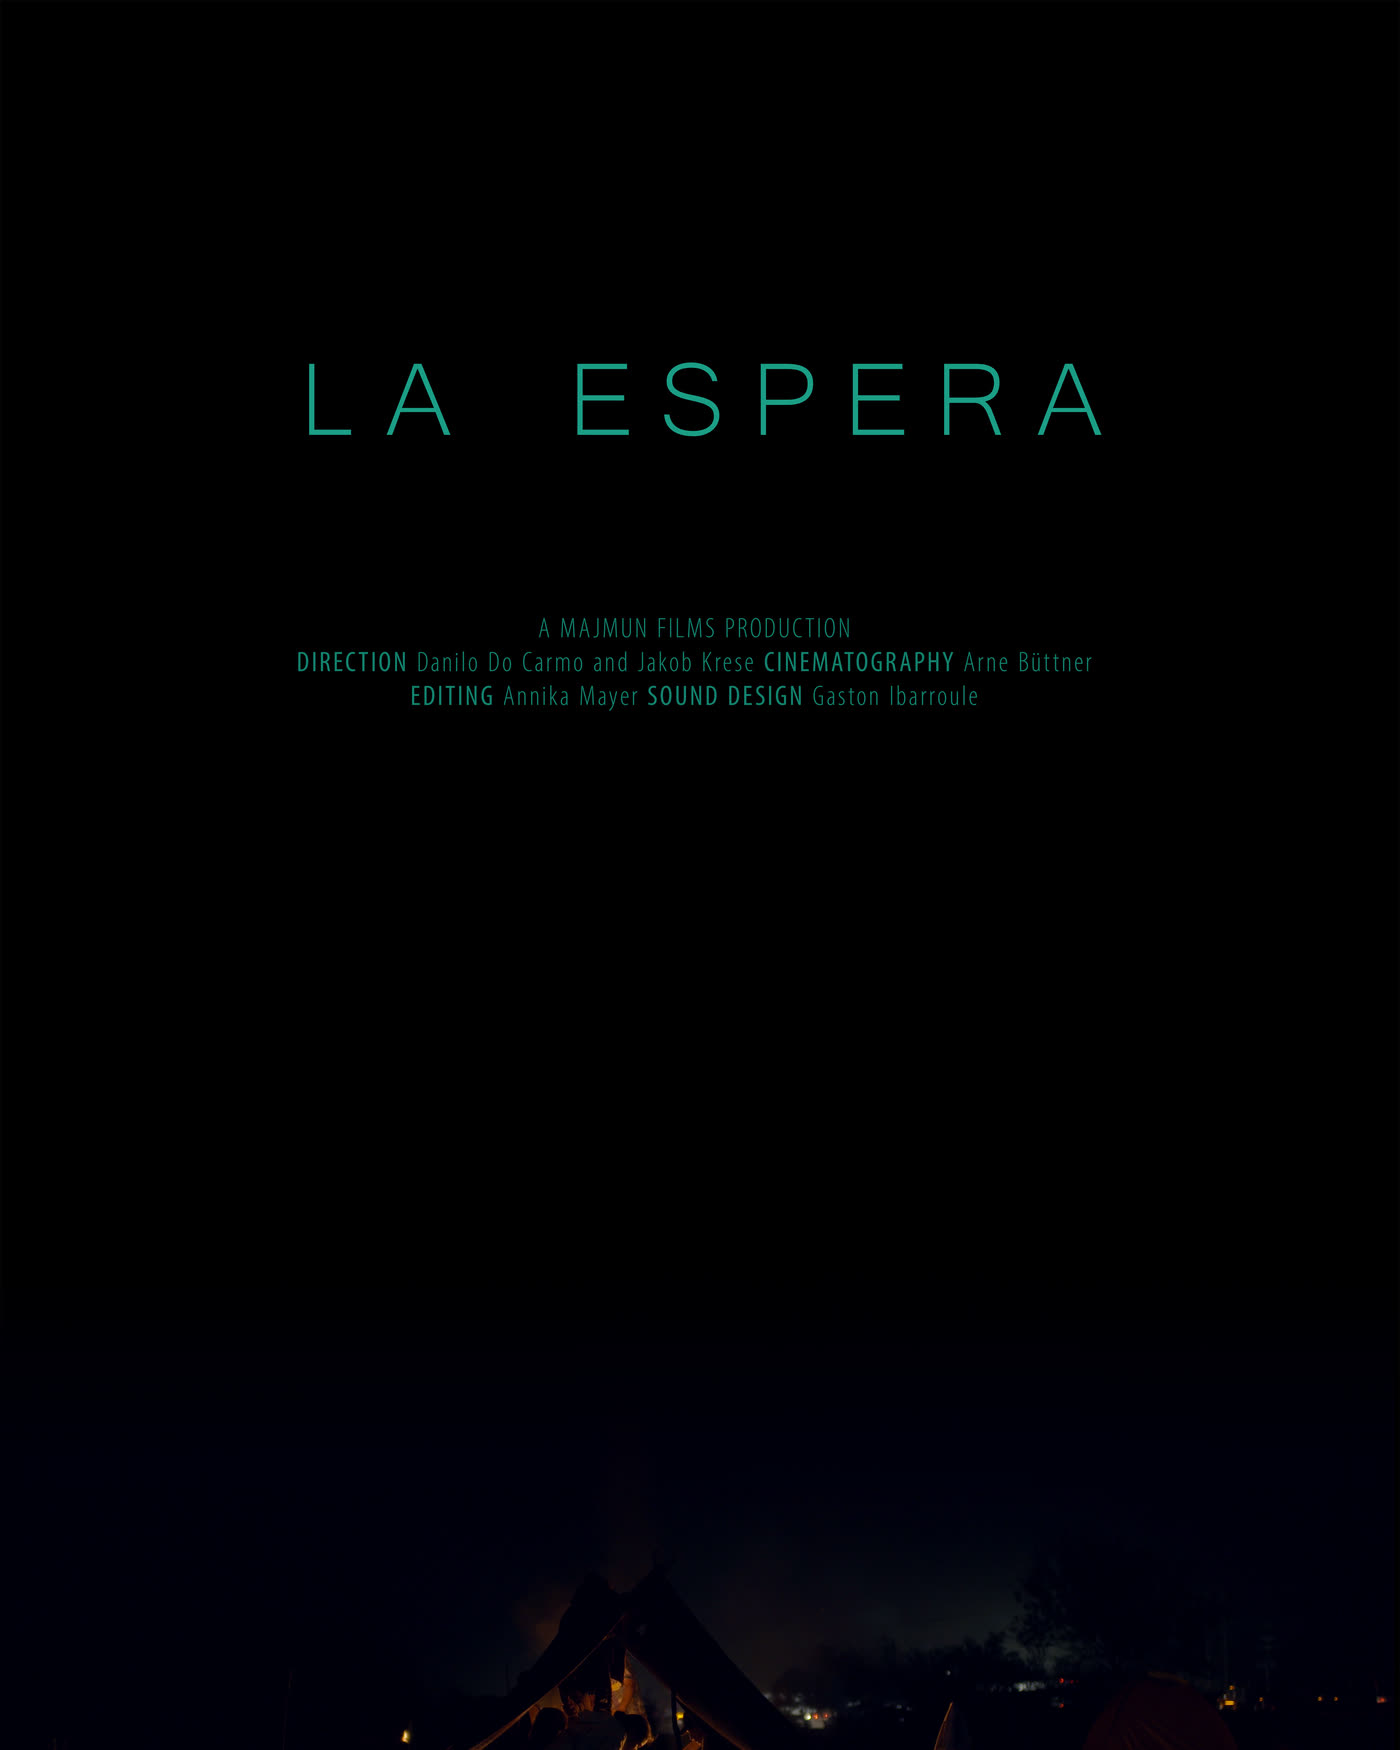 LA ESPERA
A MAJMUN FILMS PRODUCTION
DIRECTION Danilo Do Carmo and Jakob Krese CINEMATOGRAPHY Arne Büttner
EDITING Annika Mayer SOUND DESIGN Gaston Ibarroule